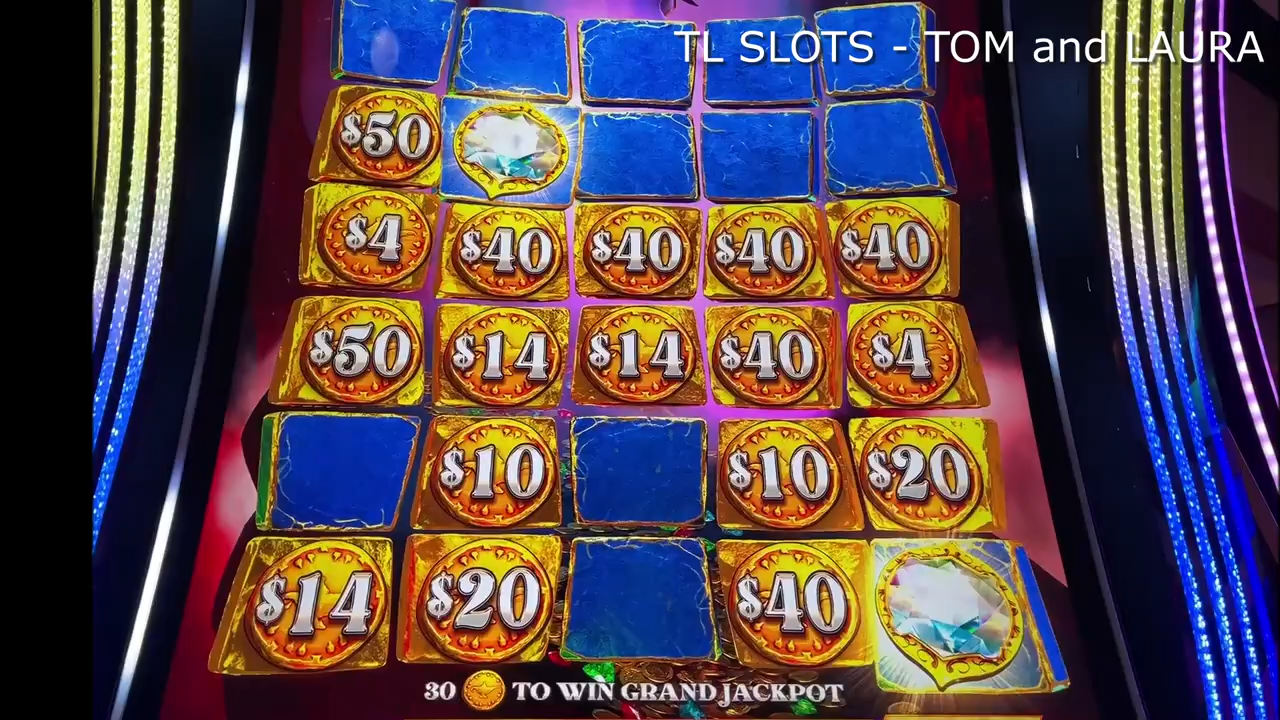 TL SLOTS - TOM and LAURA
$50
$4 $40 $40 $40 $40
$50 $14 $14 $40 $4
$10 $10 $20
$14 $20 $40
30 TO WIN GRAND JACKPOT